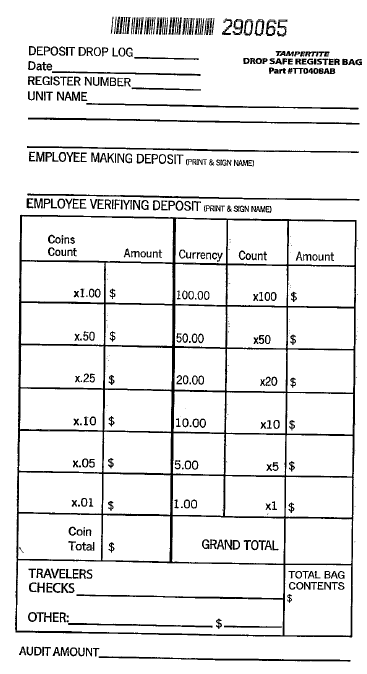 290065
DEPOSIT DROP LOG
TAMPERTITE
DROP SAFE REGISTER BAG
Part #TT0408AB
Date
REGISTER NUMBER
UNIT NAME
EMPLOYEE MAKING DEPOSIT (PRINT & SIGN NAME)
EMPLOYEE VERIFIYING DEPOSIT (PRINT & SIGN NAME)
Coins Count Amount Currency Count Amount
x1.00 $ 100.00 x100 $
x.50 $ 50.00 x50 $
x.25 $ 20.00 x20 $
x.10 $ 10.00 x10 $
x.05 $ 5.00 x5 $
x.01 $ 1.00 x1 $
Coin Total $ GRAND TOTAL
TRAVELERS
CHECKS
TOTAL BAG
CONTENTS
$
OTHER: $
AUDIT AMOUNT